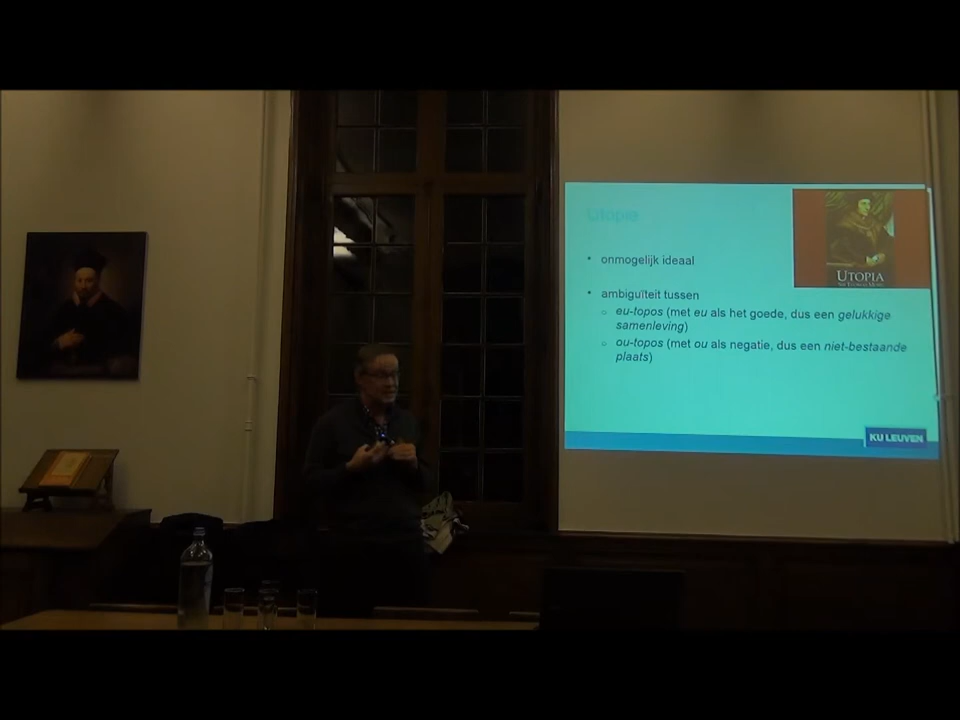 Utopie
UTOPIA
• onmogelijk ideaal
• ambiguïteit tussen
○ eu-topos (met eu als het goede, dus een gelukkige
samenleving)
○ ou-topos (met ou als negatie, dus een niet-bestaande
plaats)
KU LEUVEN